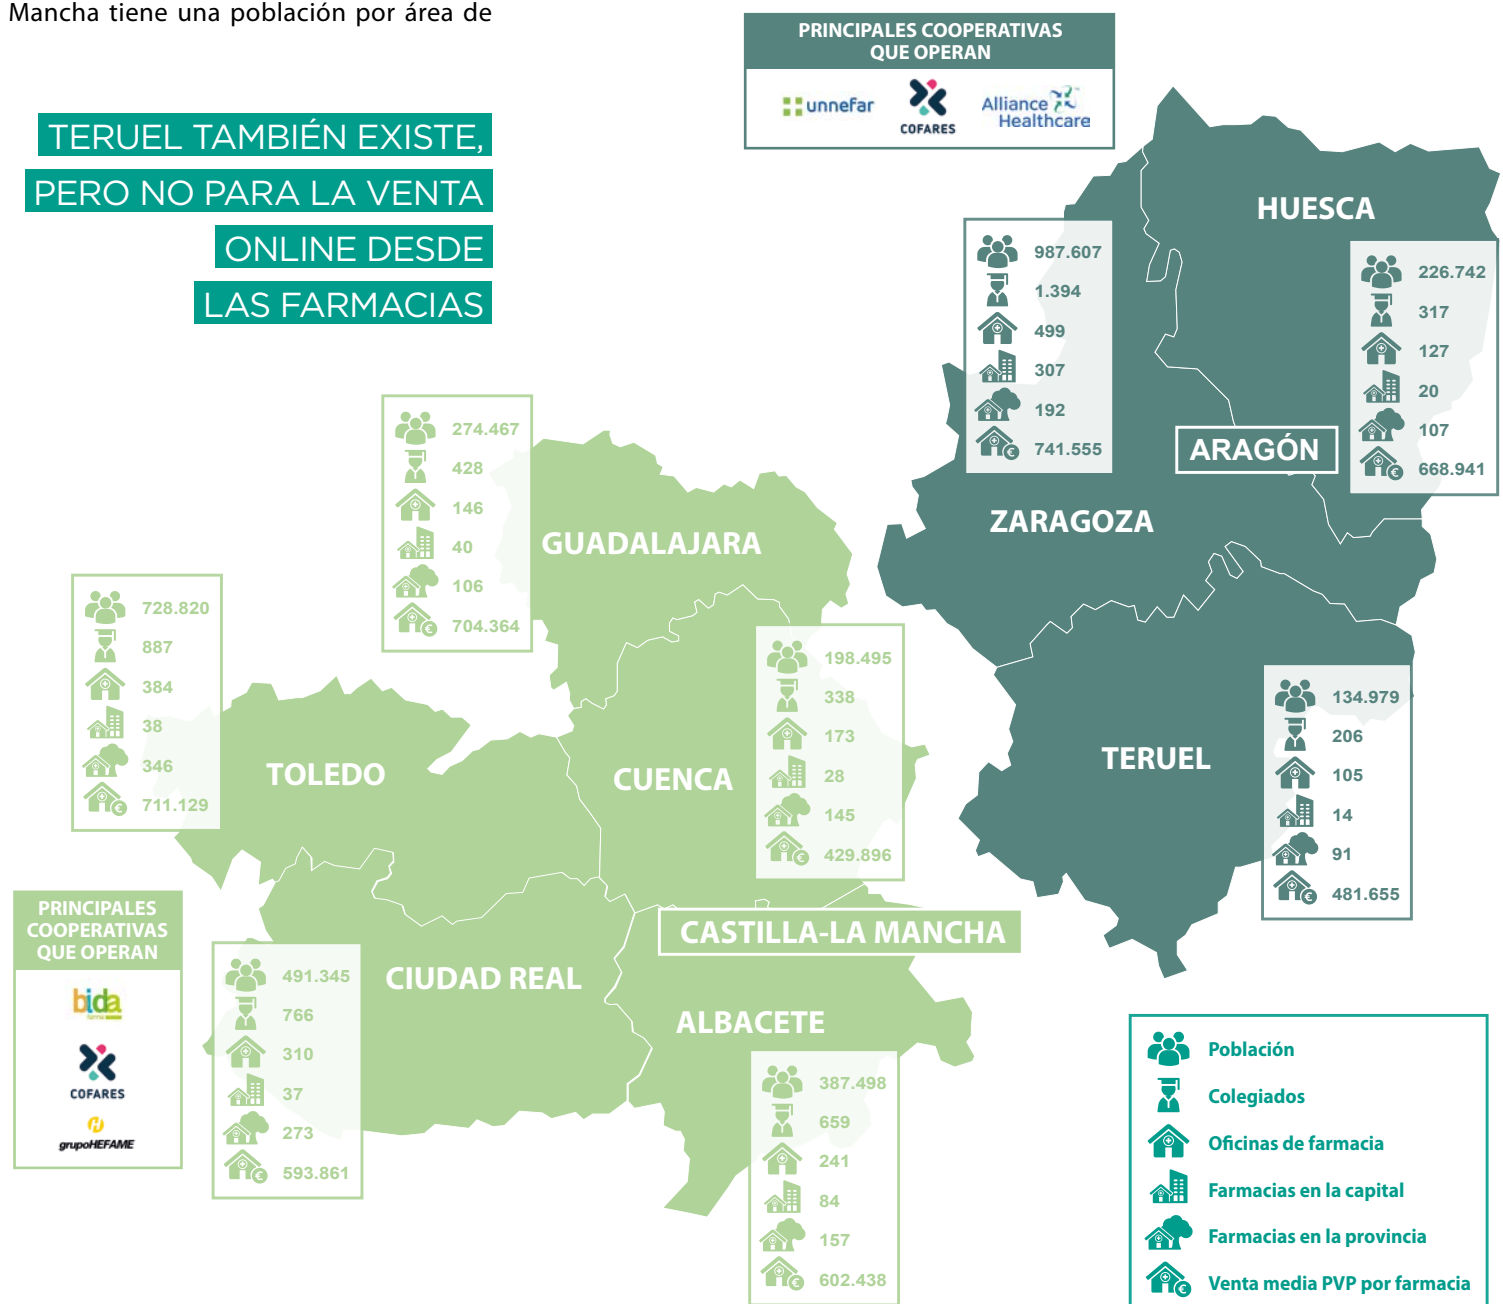 Mancha tiene una población por área de
TERUEL TAMBIÉN EXISTE,
PERO NO PARA LA VENTA
ONLINE DESDE
LAS FARMACIAS
PRINCIPALES COOPERATIVAS
QUE OPERAN
unnefar
COFARES
Alliance
Healthcare
HUESCA
226.742
317
127
20
107
668.941
987.607
1.394
499
307
192
741.555
ARAGÓN
ZARAGOZA
274.467
428
146
40
106
704.364
GUADALAJARA
728.820
887
384
38
346
711.129
TOLEDO
198.495
338
173
28
145
429.896
CUENCA
134.979
206
105
14
91
481.655
TERUEL
PRINCIPALES
COOPERATIVAS
QUE OPERAN
bida
farma
COFARES
grupoHEFAME
CASTILLA-LA MANCHA
491.345
766
310
37
273
593.861
CIUDAD REAL
ALBACETE
387.498
659
241
84
157
602.438
Población
Colegiados
Oficinas de farmacia
Farmacias en la capital
Farmacias en la provincia
Venta media PVP por farmacia